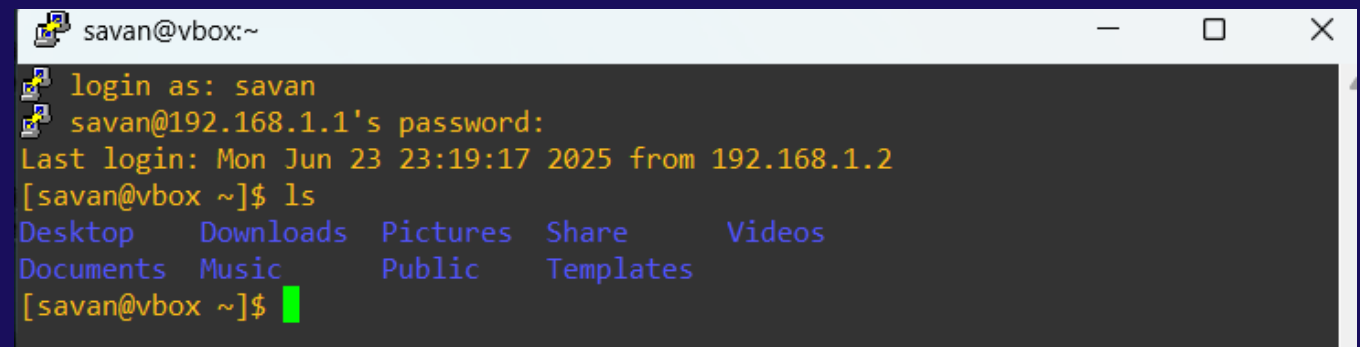 savan@vbox:~
login as: savan
savan@192.168.1.1's password:
Last login: Mon Jun 23 23:19:17 2025 from 192.168.1.2
[savan@vbox ~]$ ls
Desktop    Downloads  Pictures  Share      Videos
Documents  Music      Public    Templates
[savan@vbox ~]$